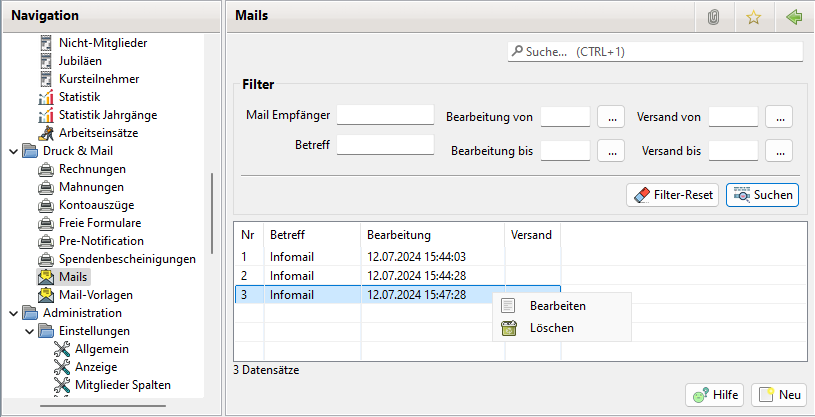 Navigation
Nicht-Mitglieder
Jubiläen
Kursteilnehmer
Statistik
Statistik Jahrgänge
Arbeitseinsätze
Druck & Mail
Rechnungen
Mahnungen
Kontoauszüge
Freie Formulare
Pre-Notification
Spendenbescheinigungen
Mails
Mail-Vorlagen
Administration
Einstellungen
Allgemein
Anzeige
Mitglieder Spalten
Mails
Suche... (CTRL+1)
Filter
Mail Empfänger Bearbeitung von ... Versand von ...
Betreff Bearbeitung bis ... Versand bis ...
Filter-Reset Suchen
Nr Betreff Bearbeitung Versand
1 Infomail 12.07.2024 15:44:03
2 Infomail 12.07.2024 15:44:28
3 Infomail 12.07.2024 15:47:28
Bearbeiten
Löschen
3 Datensätze
Hilfe Neu